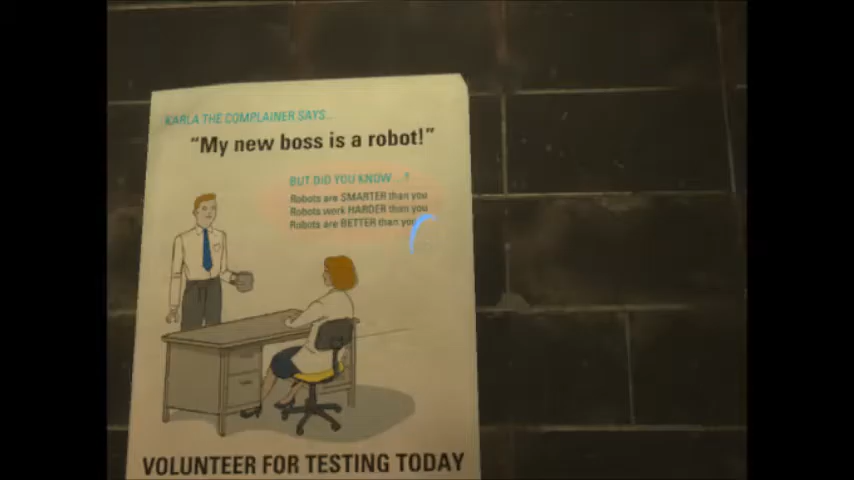 KARLA THE COMPLAINER SAYS...
"My new boss is a robot!"
BUT DID YOU KNOW...?
Robots are SMARTER than you
Robots work HARDER than you
Robots are BETTER than you
VOLUNTEER FOR TESTING TODAY